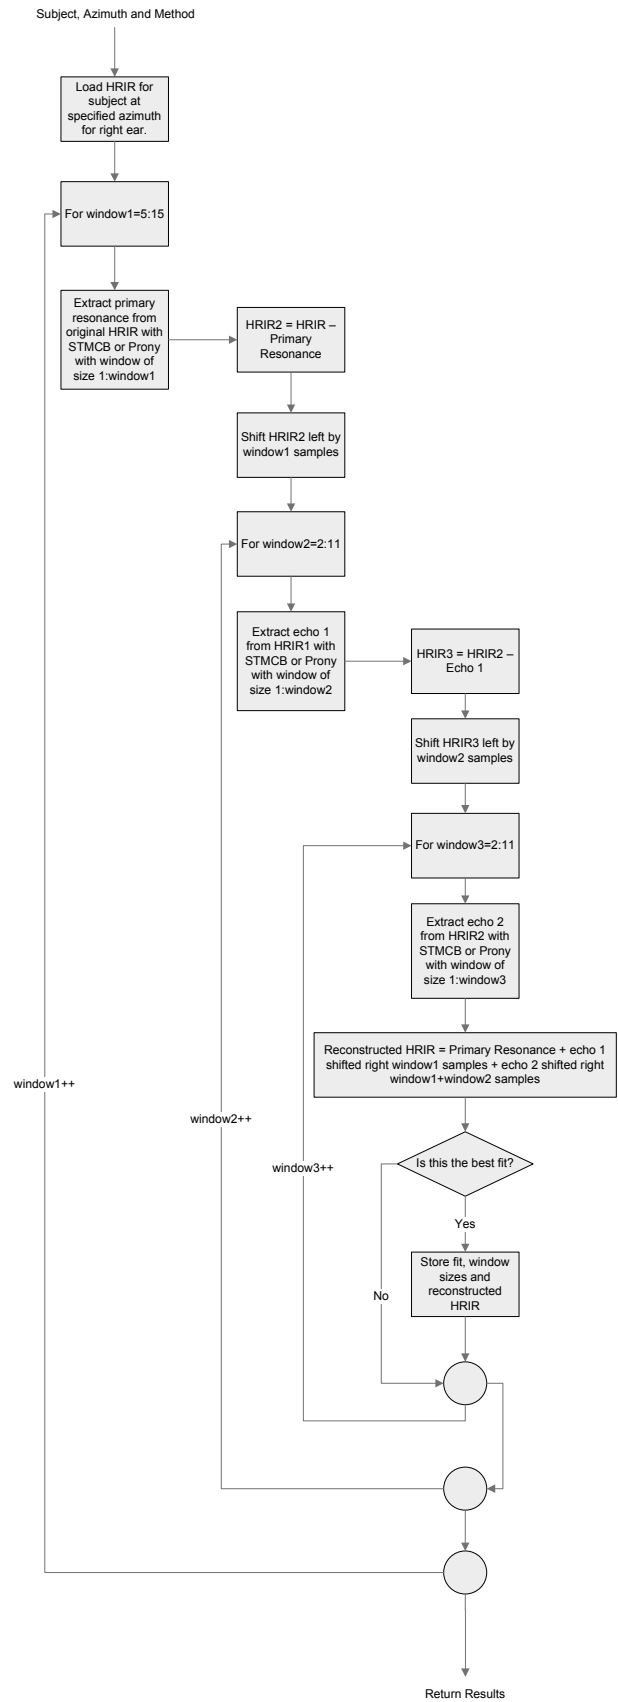 Subject, Azimuth and Method
Load HRIR for
subject at
specified azimuth
for right ear.
For window1=5:15
Extract primary
resonance from
original HRIR with
STMCB or Prony
with window of
size 1:window1
HRIR2 = HRIR –
Primary
Resonance
Shift HRIR2 left by
window1 samples
For window2=2:11
Extract echo 1
from HRIR1 with
STMCB or Prony
with window of
size 1:window2
HRIR3 = HRIR2 –
Echo 1
Shift HRIR3 left by
window2 samples
For window3=2:11
Extract echo 2
from HRIR2 with
STMCB or Prony
with window of
size 1:window3
Reconstructed HRIR = Primary Resonance + echo 1
shifted right window1 samples + echo 2 shifted right
window1+window2 samples
window1++
window2++
window3++
Is this the best fit?
Yes
No
Store fit, window
sizes and
reconstructed
HRIR
Return Results